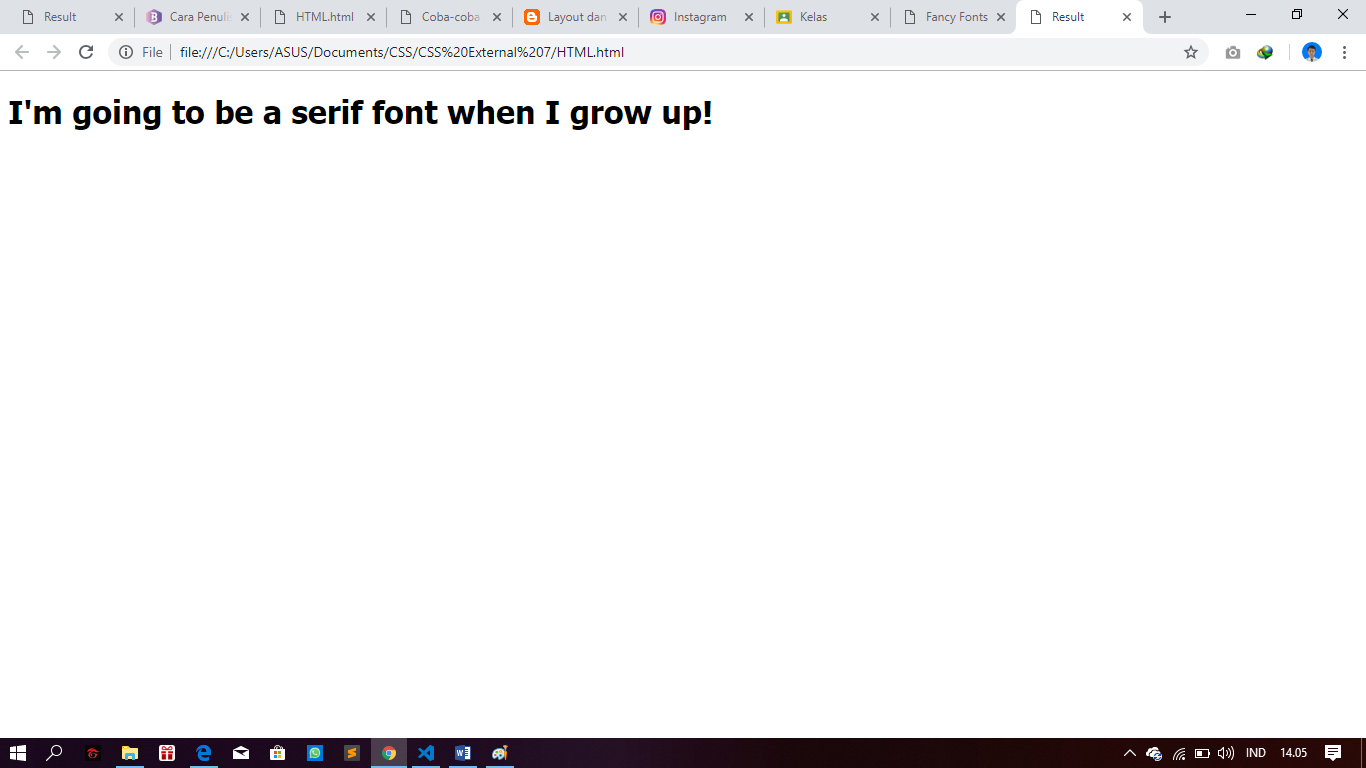 Result
Cara Penuli
HTML.html
Coba-coba
Layout dan
Instagram
Kelas
Fancy Fonts
Result
File
file:///C:/Users/ASUS/Documents/CSS/CSS%20External%207/HTML.html
I'm going to be a serif font when I grow up!
IND
14.05